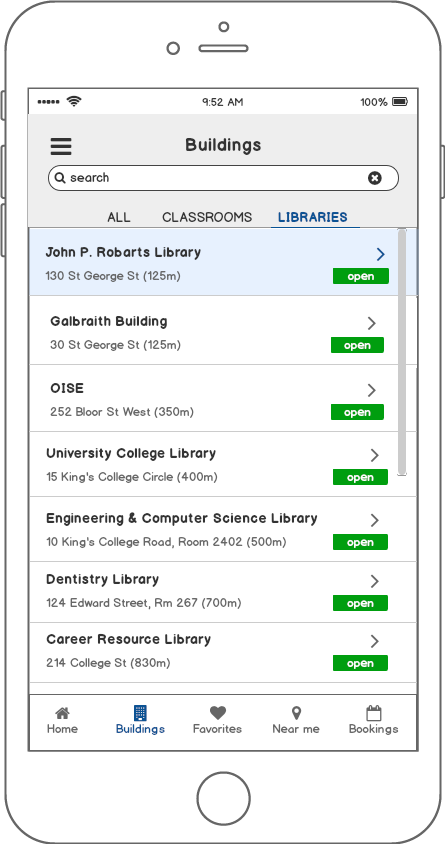 9:52 AM 100%
Buildings
search
ALL CLASSROOMS LIBRARIES
John P. Robarts Library
130 St George St (125m) open
Galbraith Building
30 St George St (125m) open
OISE
252 Bloor St West (350m) open
University College Library
15 King's College Circle (400m) open
Engineering & Computer Science Library
10 King's College Road, Room 2402 (500m) open
Dentistry Library
124 Edward Street, Rm 267 (700m) open
Career Resource Library
214 College St (830m) open
Home Buildings Favorites Near me Bookings